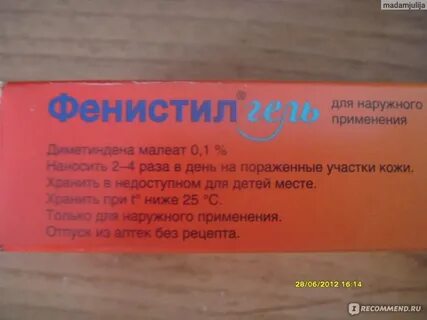 madamjulija
Фенистил® гель
для наружного
применения
Диметиндена малеат 0,1 %
Наносить 2–4 раза в день на пораженные участки кожи.
Хранить в недоступном для детей месте.
Хранить при t° ниже 25 °C.
Только для наружного применения.
Отпуск из аптек без рецепта.
28/06/2012 16:14
IRECOMMEND.RU